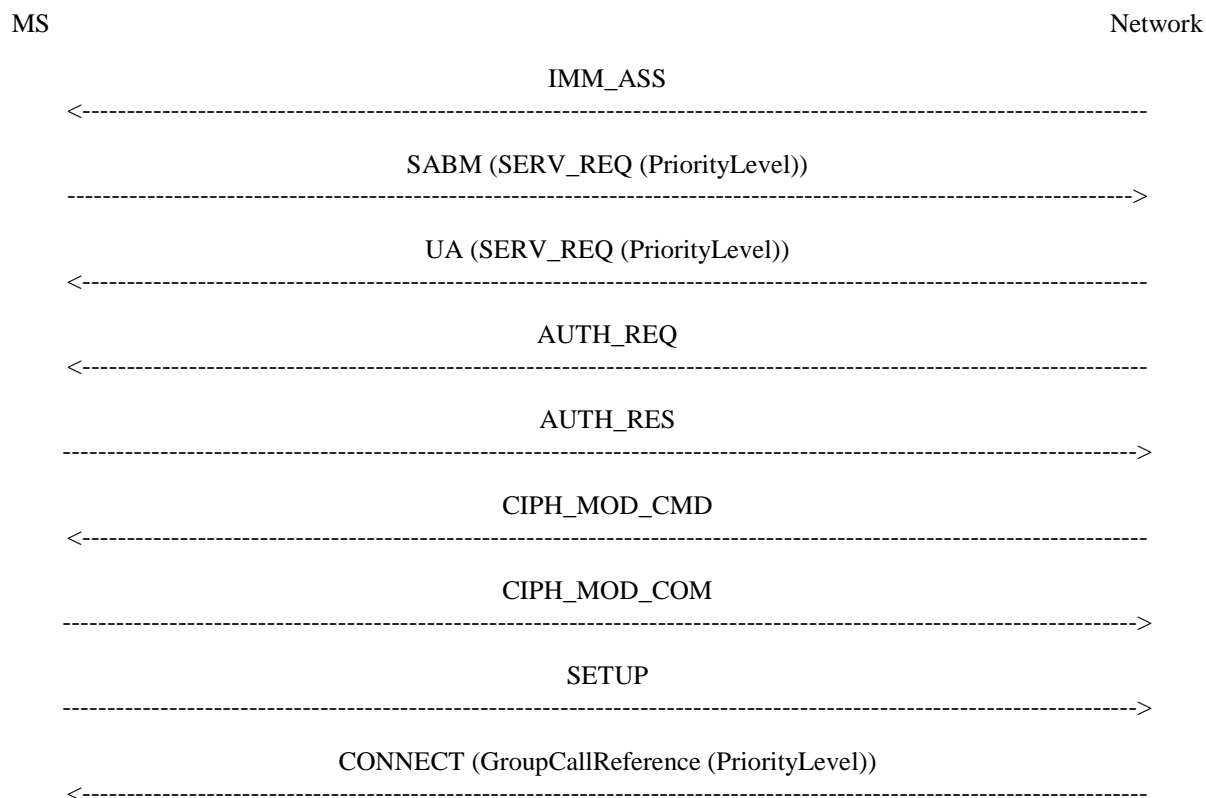 MS Network
IMM_ASS
SABM (SERV_REQ (PriorityLevel))
UA (SERV_REQ (PriorityLevel))
AUTH_REQ
AUTH_RES
CIPH_MOD_CMD
CIPH_MOD_COM
SETUP
CONNECT (GroupCallReference (PriorityLevel))